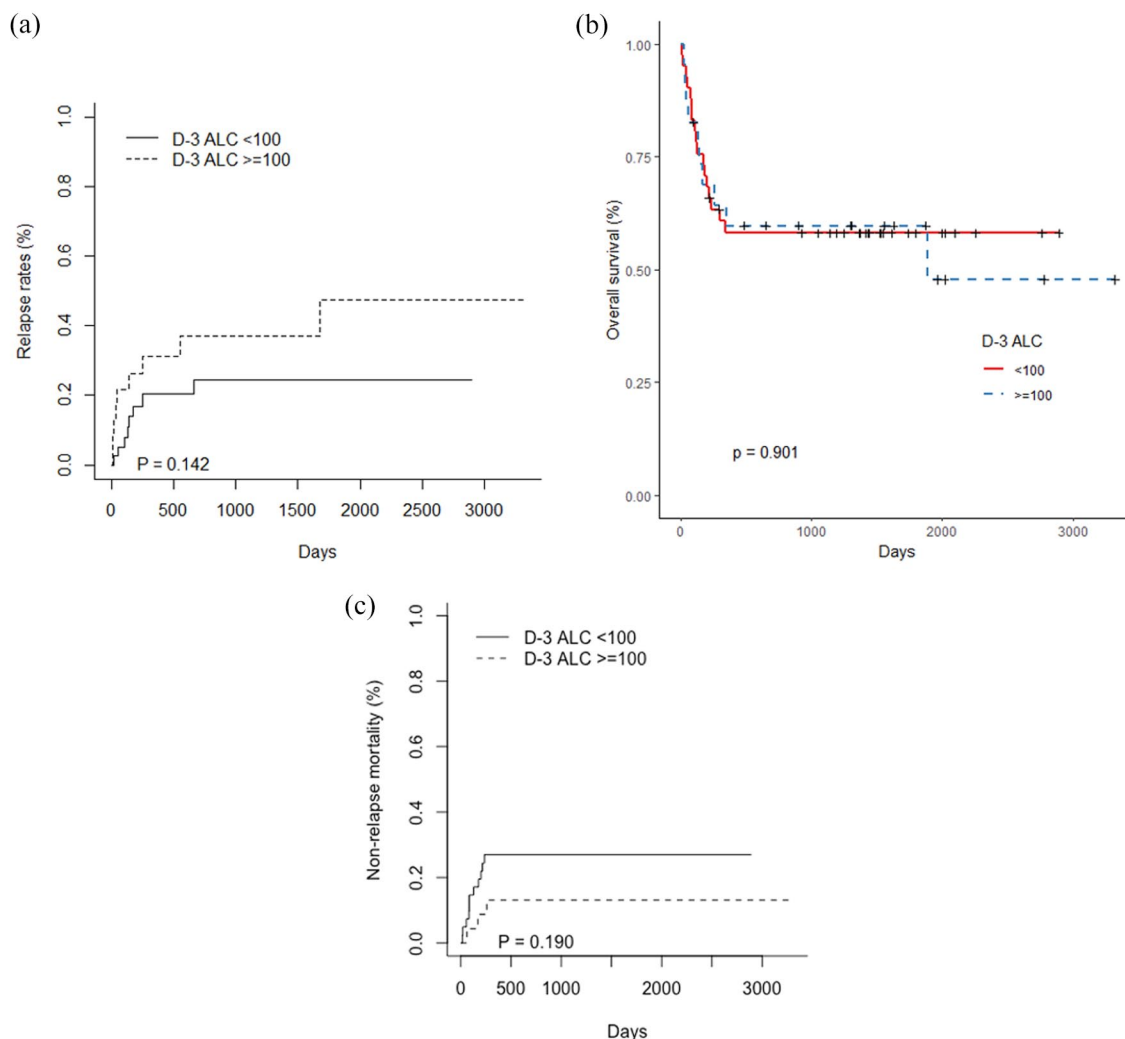 (a)
Relapse rates (%)
1.0
0.8
0.6
0.4
0.2
0.0
D-3 ALC <100
D-3 ALC >=100
P = 0.142
0 500 1000 1500 2000 2500 3000
Days
(b)
Overall survival (%)
1.00
0.75
0.50
0.25
0.00
D-3 ALC
<100
>=100
p = 0.901
0 1000 2000 3000
Days
(c)
Non-relapse mortality (%)
1.0
0.8
0.6
0.4
0.2
0.0
D-3 ALC <100
D-3 ALC >=100
P = 0.190
0 500 1000 2000 3000
Days